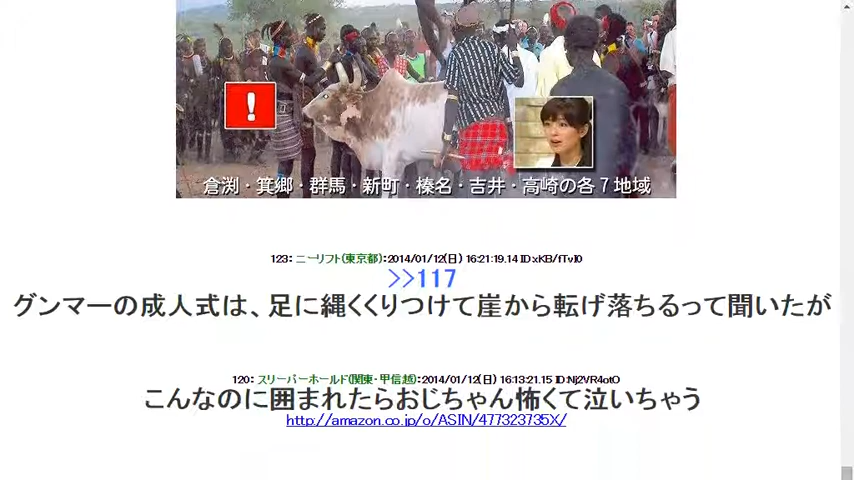 !
倉渕・箕郷・群馬・新町・榛名・吉井・高崎の各７地域
123: ニーリフト(東京都):2014/01/12(日) 16:21:19.14 ID:xKB/fTvI0
>>117
グンマーの成人式は、足に縄くくりつけて崖から転げ落ちるって聞いたが
120: スリーパーホールド(関東・甲信越):2014/01/12(日) 16:13:21.15 ID:Nj2VR4otO
こんなのに囲まれたらおじちゃん怖くて泣いちゃう
http://amazon.co.jp/o/ASIN/477323735X/